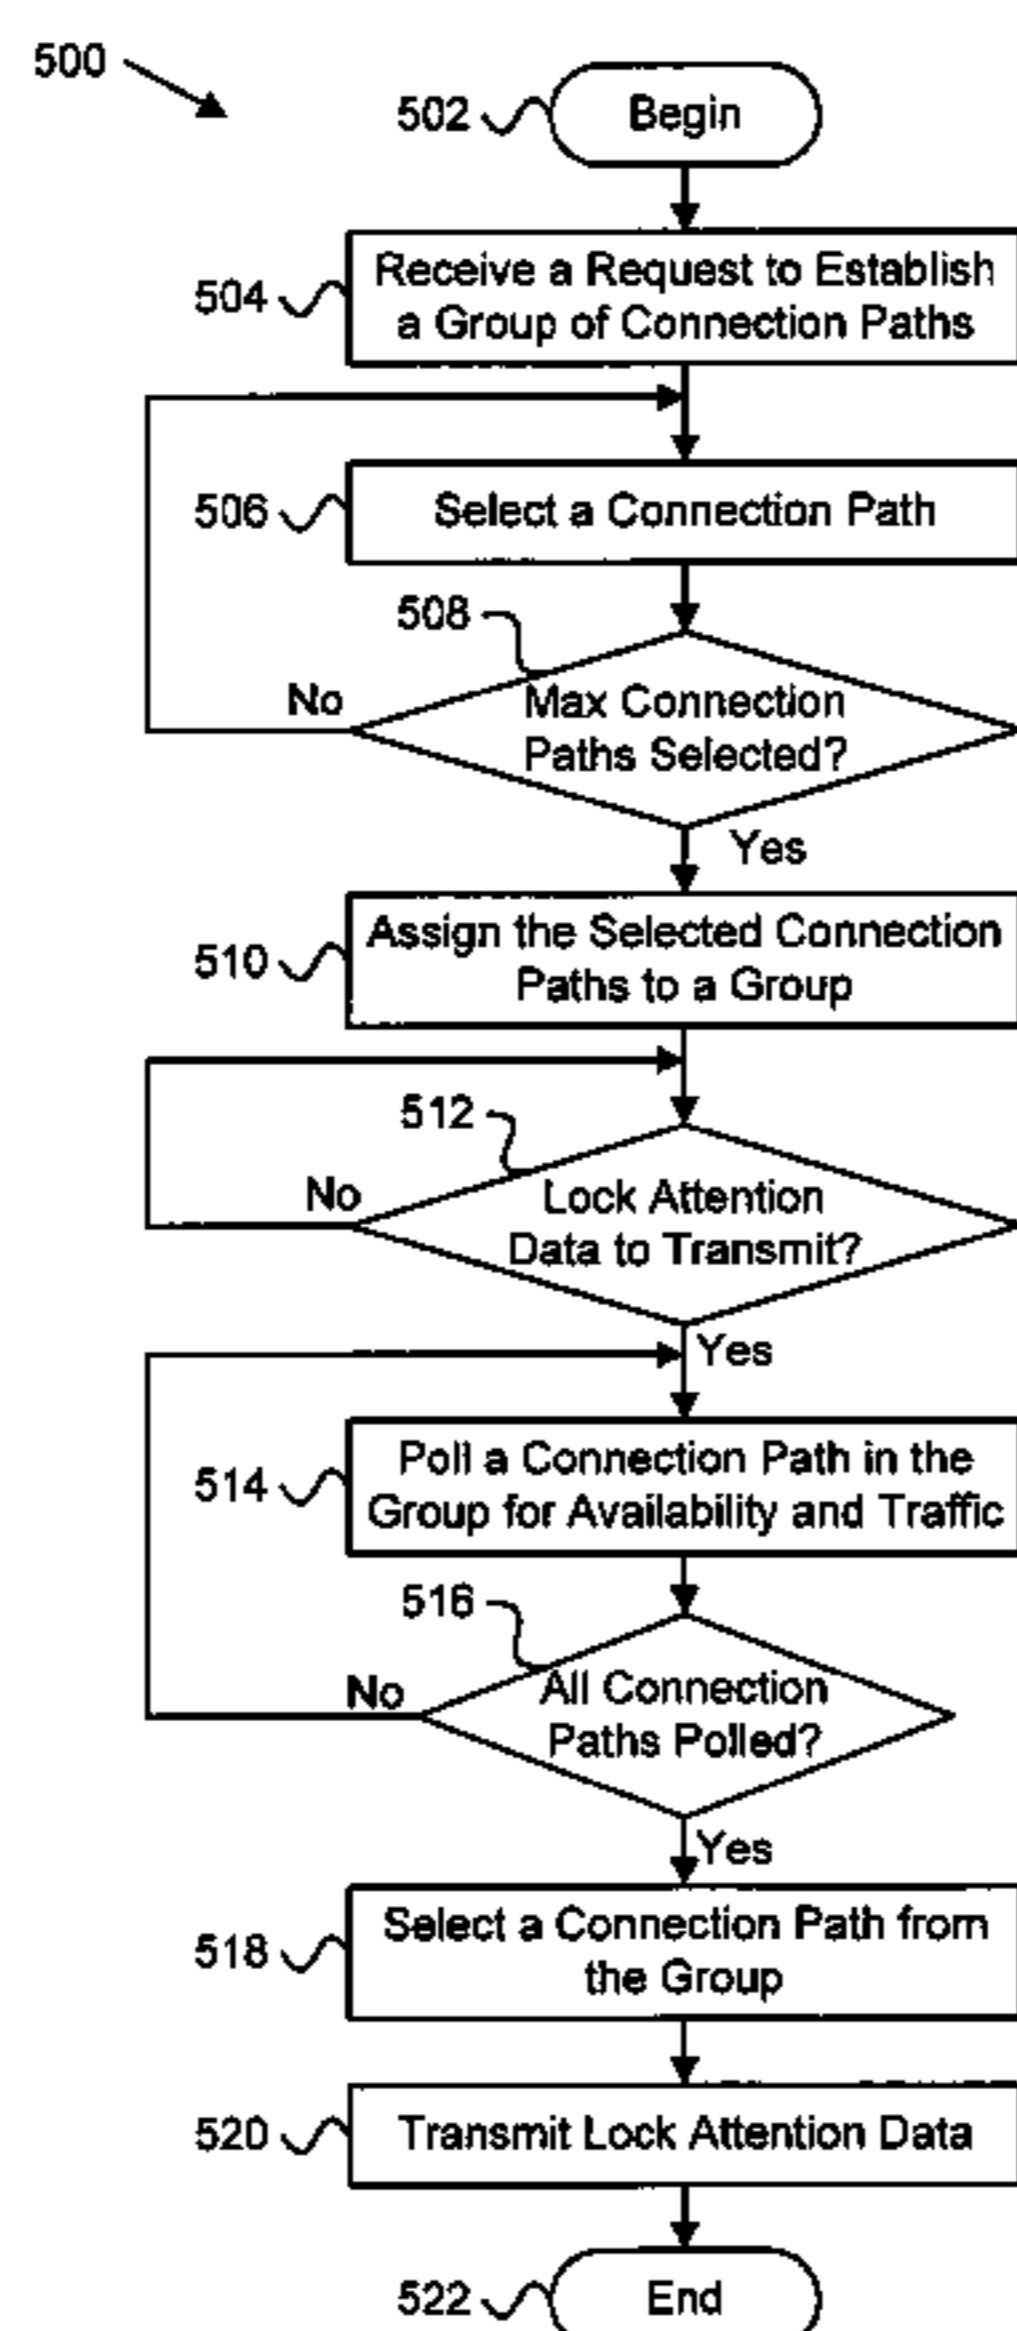 500
502
Begin
504
Receive a Request to Establish
a Group of Connection Paths
506
Select a Connection Path
508
Max Connection
Paths Selected?
No
Yes
510
Assign the Selected Connection
Paths to a Group
512
Lock Attention
Data to Transmit?
No
Yes
514
Poll a Connection Path in the
Group for Availability and Traffic
516
All Connection
Paths Polled?
No
Yes
518
Select a Connection Path from
the Group
520
Transmit Lock Attention Data
522
End